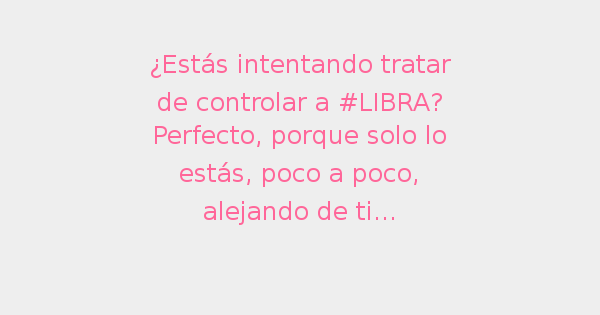 ¿Estás intentando tratar
de controlar a #LIBRA?
Perfecto, porque solo lo
estás, poco a poco,
alejando de ti...